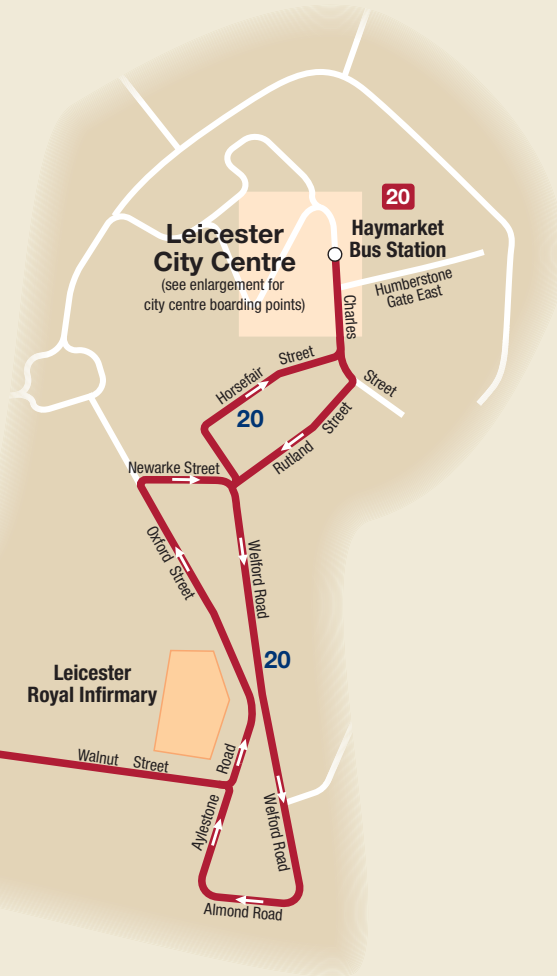 20
Haymarket
Bus Station
Leicester
City Centre
(see enlargement for
city centre boarding points)
Humberstone
Gate East
Charles
Street
Horsefair Street
20
Rutland Street
Newarke Street
Oxford Street
Welford Road
20
Leicester
Royal Infirmary
Walnut Street
Aylestone Road
Welford Road
Almond Road